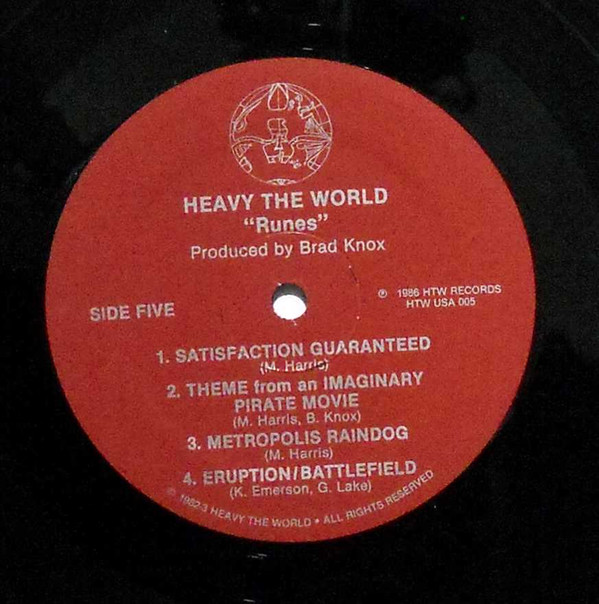 HEAVY THE WORLD
"Runes"
Produced by Brad Knox
SIDE FIVE
℗ 1986 HTW RECORDS
HTW USA 005
1. SATISFACTION GUARANTEED
(M. Harris)
2. THEME from an IMAGINARY
PIRATE MOVIE
(M. Harris, B. Knox)
3. METROPOLIS RAINDOG
(M. Harris)
4. ERUPTION/BATTLEFIELD
(K. Emerson, G. Lake)
© 1982-3 HEAVY THE WORLD • ALL RIGHTS RESERVED